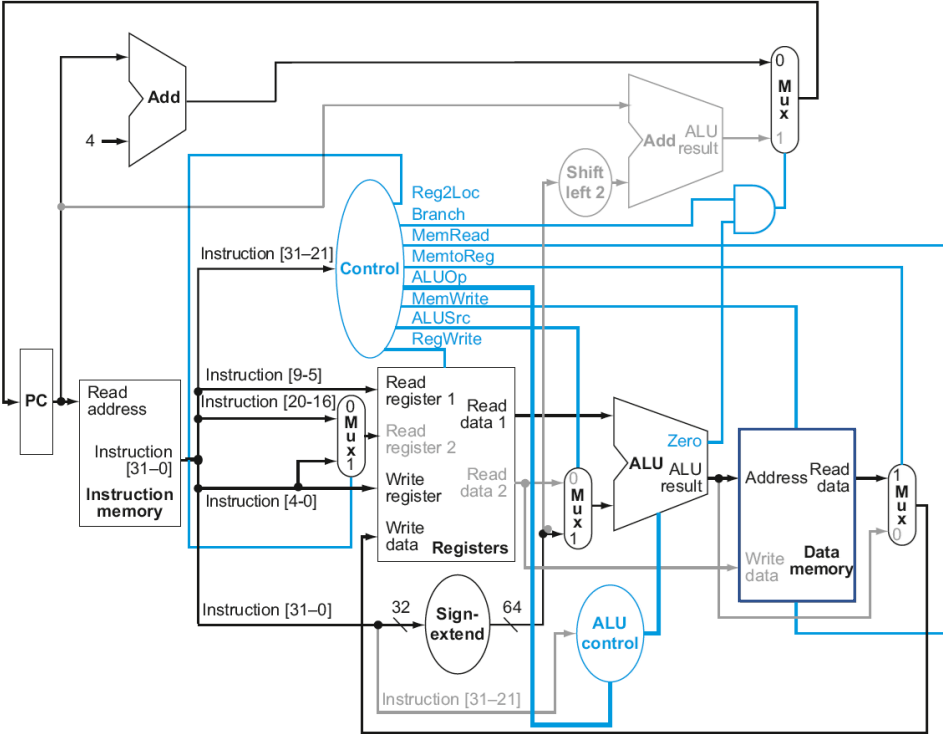 0
Add
M
u
x
Add ALU
result
4
1
Shift
left 2
Reg2Loc
Branch
MemRead
Instruction [31–21]
Control
MemtoReg
ALUOp
MemWrite
ALUSrc
RegWrite
PC
Read
address
Instruction
[31–0]
Instruction
memory
Instruction [9-5]
Instruction [20-16]
0
M
u
x
1
Instruction [4-0]
Read
register 1
Read
data 1
Read
register 2
Write
register
Read
data 2
Write
data
Registers
0
M
u
x
1
Zero
ALU
ALU
result
Address
Read
data
Write
data
Data
memory
1
M
u
x
0
Instruction [31–0]
32
Sign-
extend
64
ALU
control
Instruction [31–21]